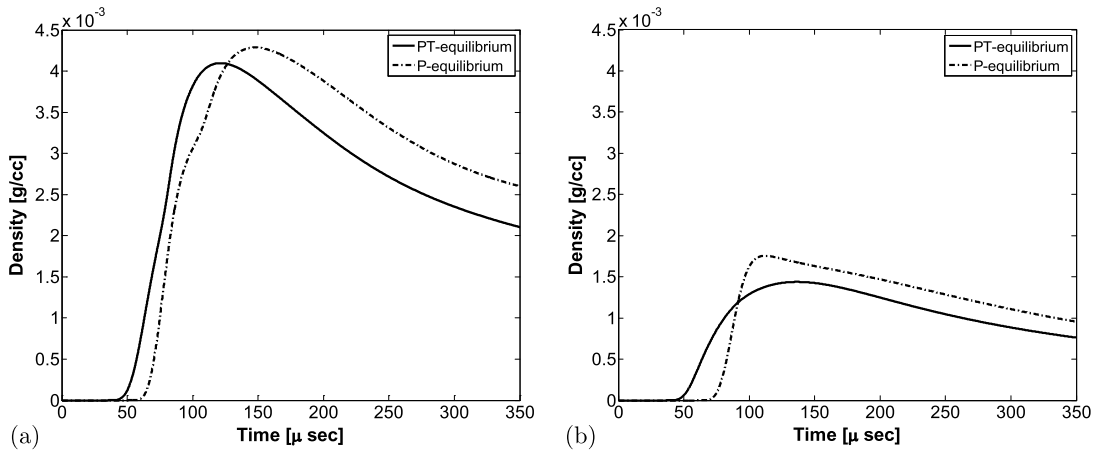 4.5 x 10⁻³
4
3.5
3
2.5
2
1.5
1
0.5
0
Density [g/cc]
0 50 100 150 200 250 300 350
Time [μ sec]
PT-equilibrium
P-equilibrium
(a)
4.5 x 10⁻³
4
3.5
3
2.5
2
1.5
1
0.5
0
Density [g/cc]
0 50 100 150 200 250 300 350
Time [μ sec]
PT-equilibrium
P-equilibrium
(b)